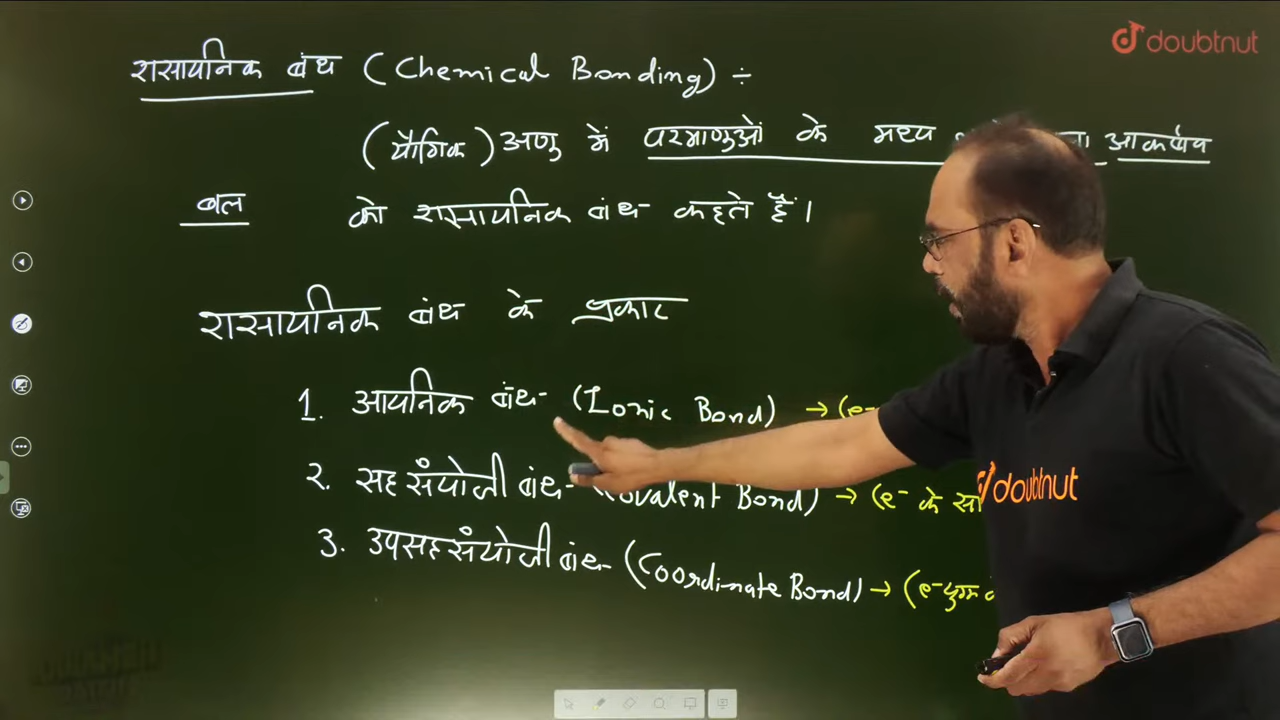 doubtnut
रासायनिक बंध (Chemical Bonding) ÷
(यौगिक) अणु में परमाणुओं के मध्य आकर्षण
बल को रासायनिक बंध कहते हैं।
रासायनिक बंध के प्रकार
1. आयनिक बंध (Ionic Bond) → (e-
2. सह संयोजी बंध (Covalent Bond) → (e- के
3. उपसहसंयोजी बंध (Coordinate Bond) → (e- युग्म
doubtnut